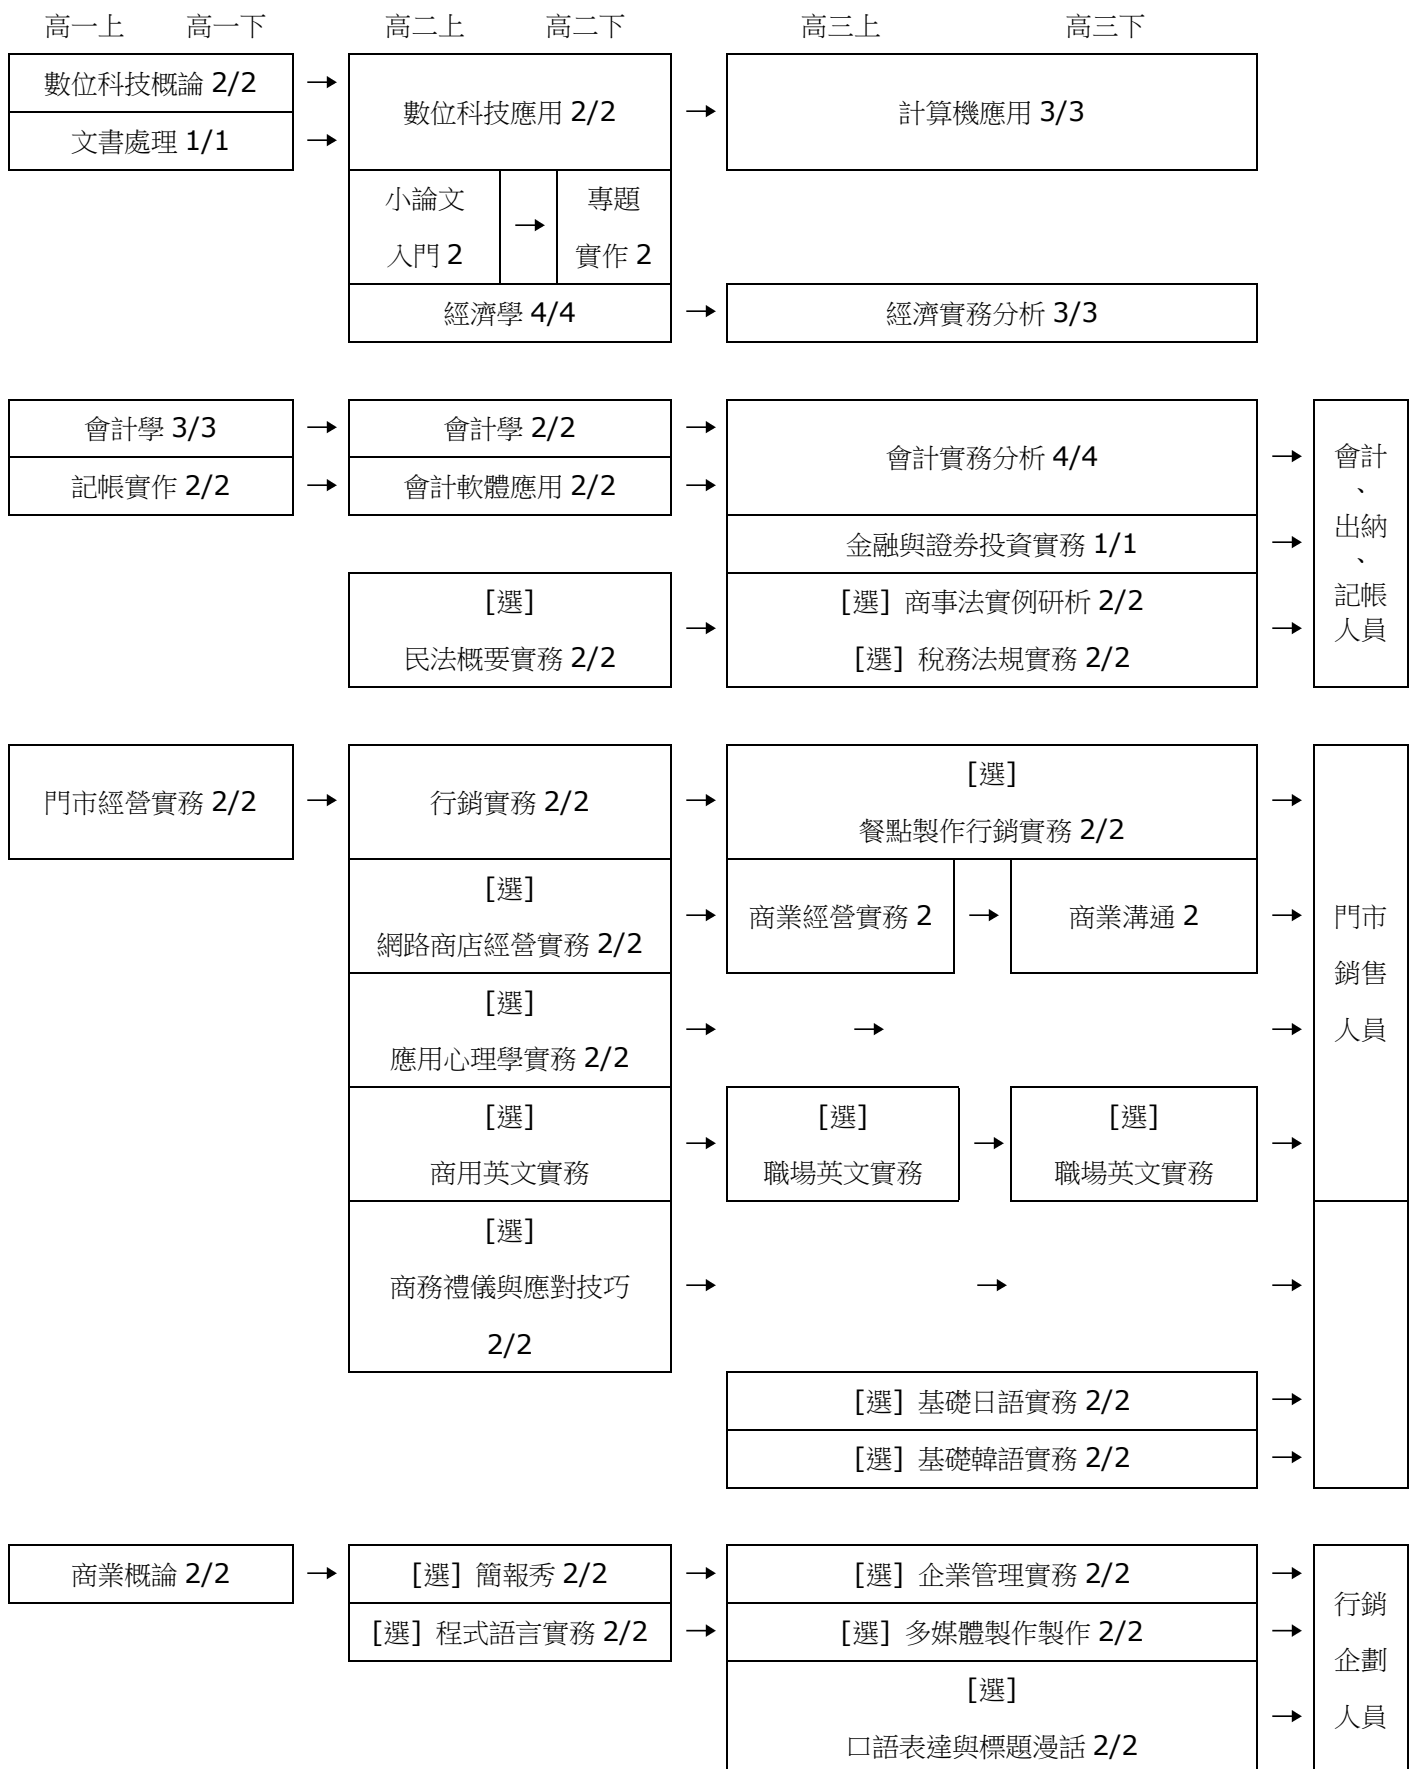 高一上 高一下 高二上 高二下 高三上 高三下
數位科技概論 2/2 → 數位科技應用 2/2 → 計算機應用 3/3
文書處理 1/1 →
小論文
入門 2
→
專題
實作 2
經濟學 4/4 → 經濟實務分析 3/3
會計學 3/3 → 會計學 2/2 → 會計實務分析 4/4 →
記帳實作 2/2 → 會計軟體應用 2/2 →
金融與證券投資實務 1/1 →
[選]
民法概要實務 2/2
→
[選] 商事法實例研析 2/2
[選] 稅務法規實務 2/2
→
會計
、
出納
、
記帳
人員
門市經營實務 2/2 → 行銷實務 2/2 →
[選]
餐點製作行銷實務 2/2
→
[選]
網路商店經營實務 2/2
→ 商業經營實務 2 → 商業溝通 2 →
[選]
應用心理學實務 2/2
→ → →
[選]
商用英文實務
→
[選]
職場英文實務
→
[選]
職場英文實務
→
門市
銷售
人員
[選]
商務禮儀與應對技巧
2/2
→ → →
[選] 基礎日語實務 2/2 →
[選] 基礎韓語實務 2/2 →
商業概論 2/2 → [選] 簡報秀 2/2 → [選] 企業管理實務 2/2 →
[選] 程式語言實務 2/2 → [選] 多媒體製作製作 2/2 →
[選]
口語表達與標題漫話 2/2
→
行銷
企劃
人員